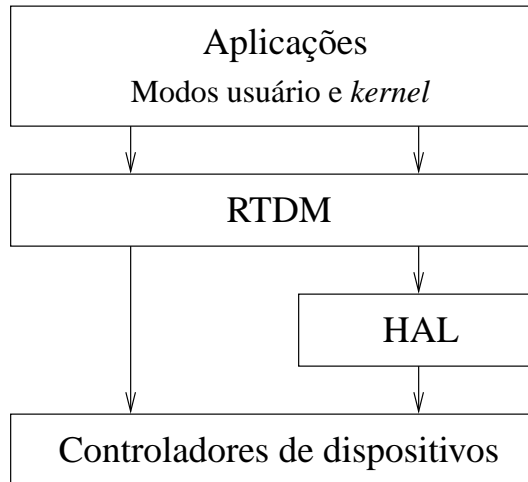 Aplicações
Modos usuário e kernel
RTDM
HAL
Controladores de dispositivos